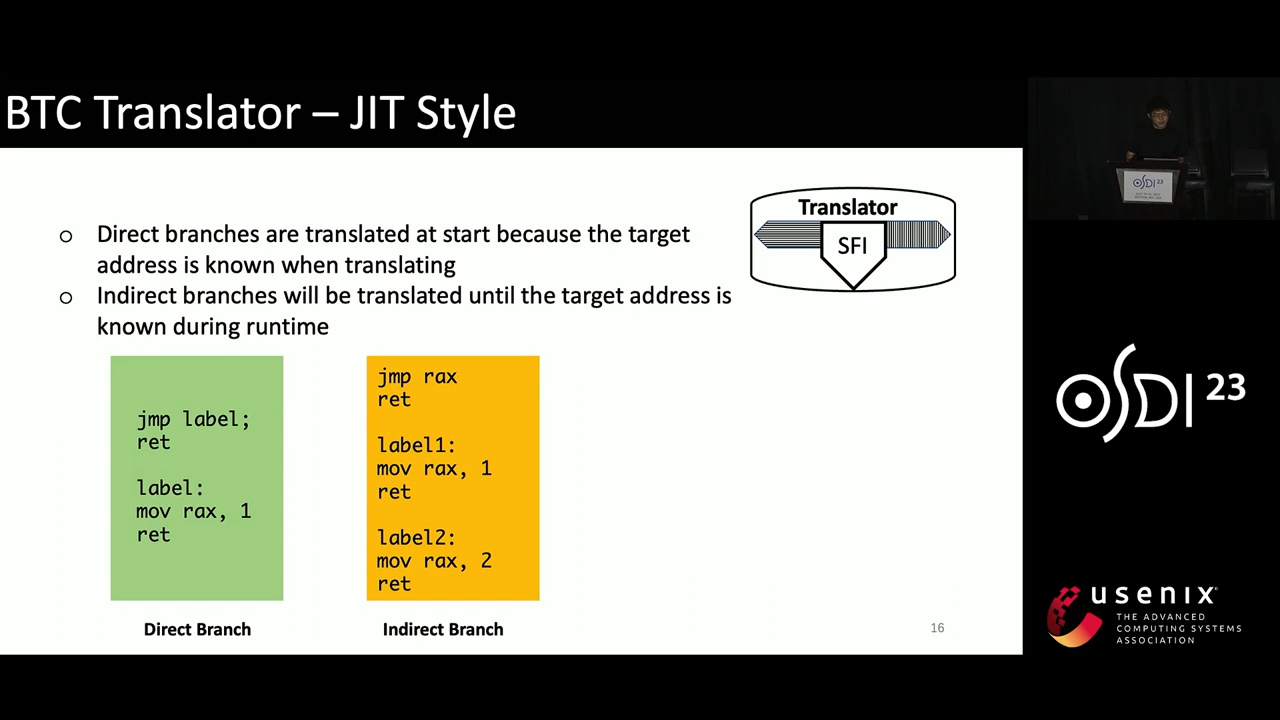 BTC Translator – JIT Style
Translator
SFI
o Direct branches are translated at start because the target
address is known when translating
o Indirect branches will be translated until the target address is
known during runtime
jmp label;
ret
label:
mov rax, 1
ret
Direct Branch
jmp rax
ret
label1:
mov rax, 1
ret
label2:
mov rax, 2
ret
Indirect Branch
16
OSDI 23
OSDI 23
usenix
THE ADVANCED
COMPUTING SYSTEMS
ASSOCIATION